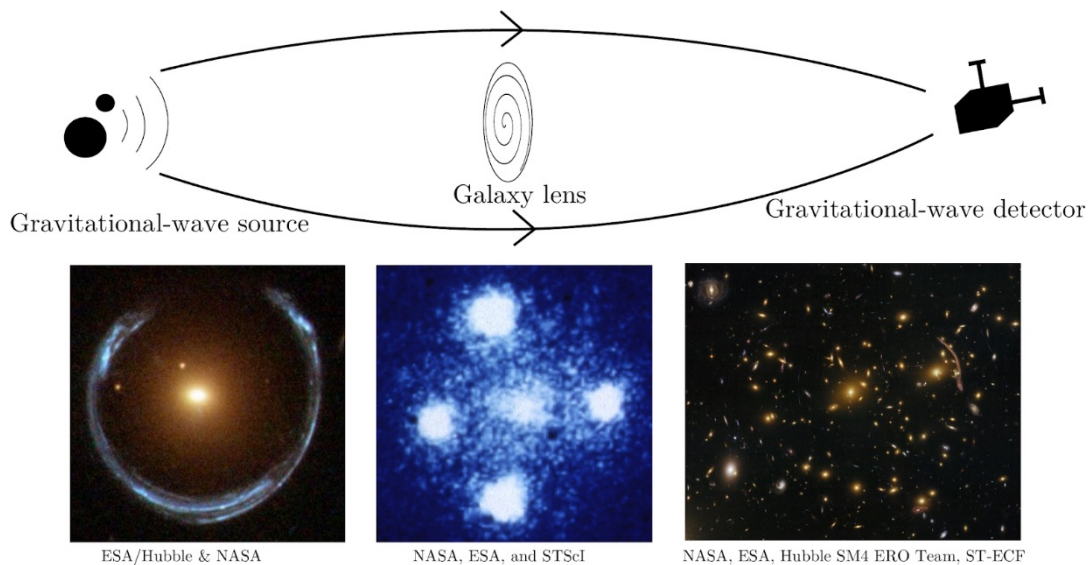 Galaxy lens
Gravitational-wave source
Gravitational-wave detector
ESA/Hubble & NASA
NASA, ESA, and STScI
NASA, ESA, Hubble SM4 ERO Team, ST-ECF